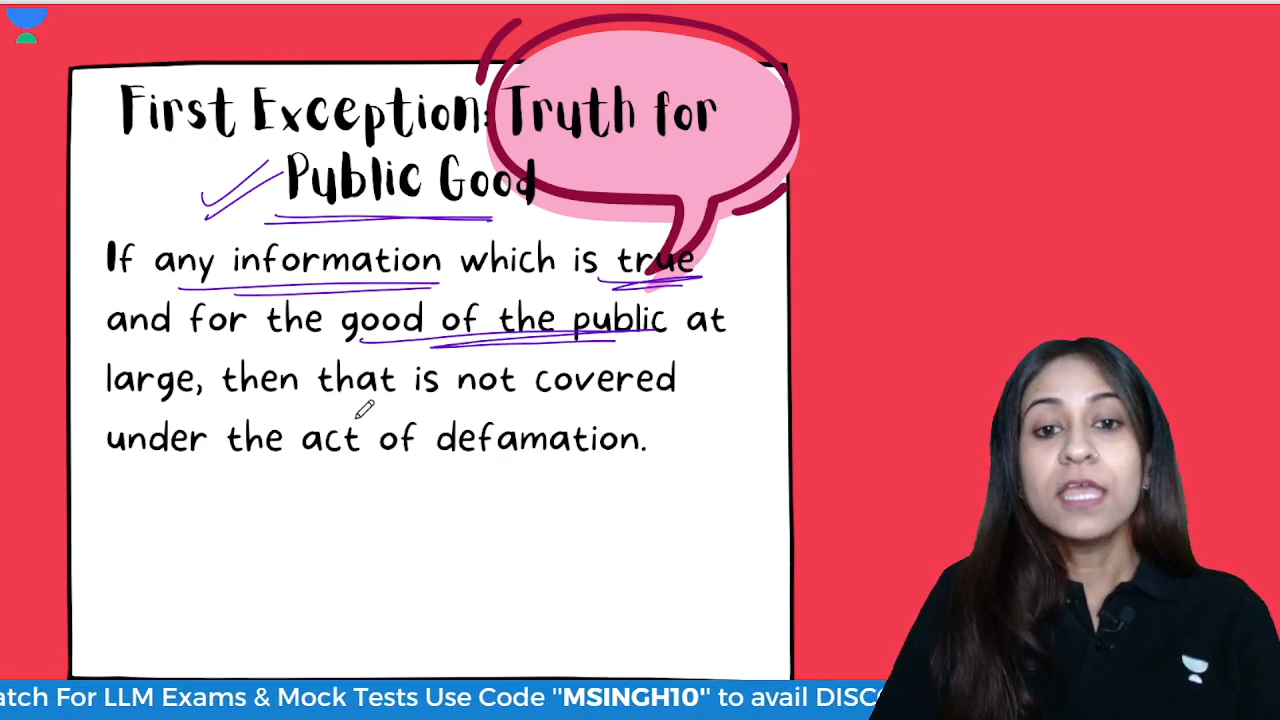 First Exception: Truth for
Public Good
If any information which is true
and for the good of the public at
large, then that is not covered
under the act of defamation.
For LLM Exams & Mock Tests Use Code "MSINGH10" to avail